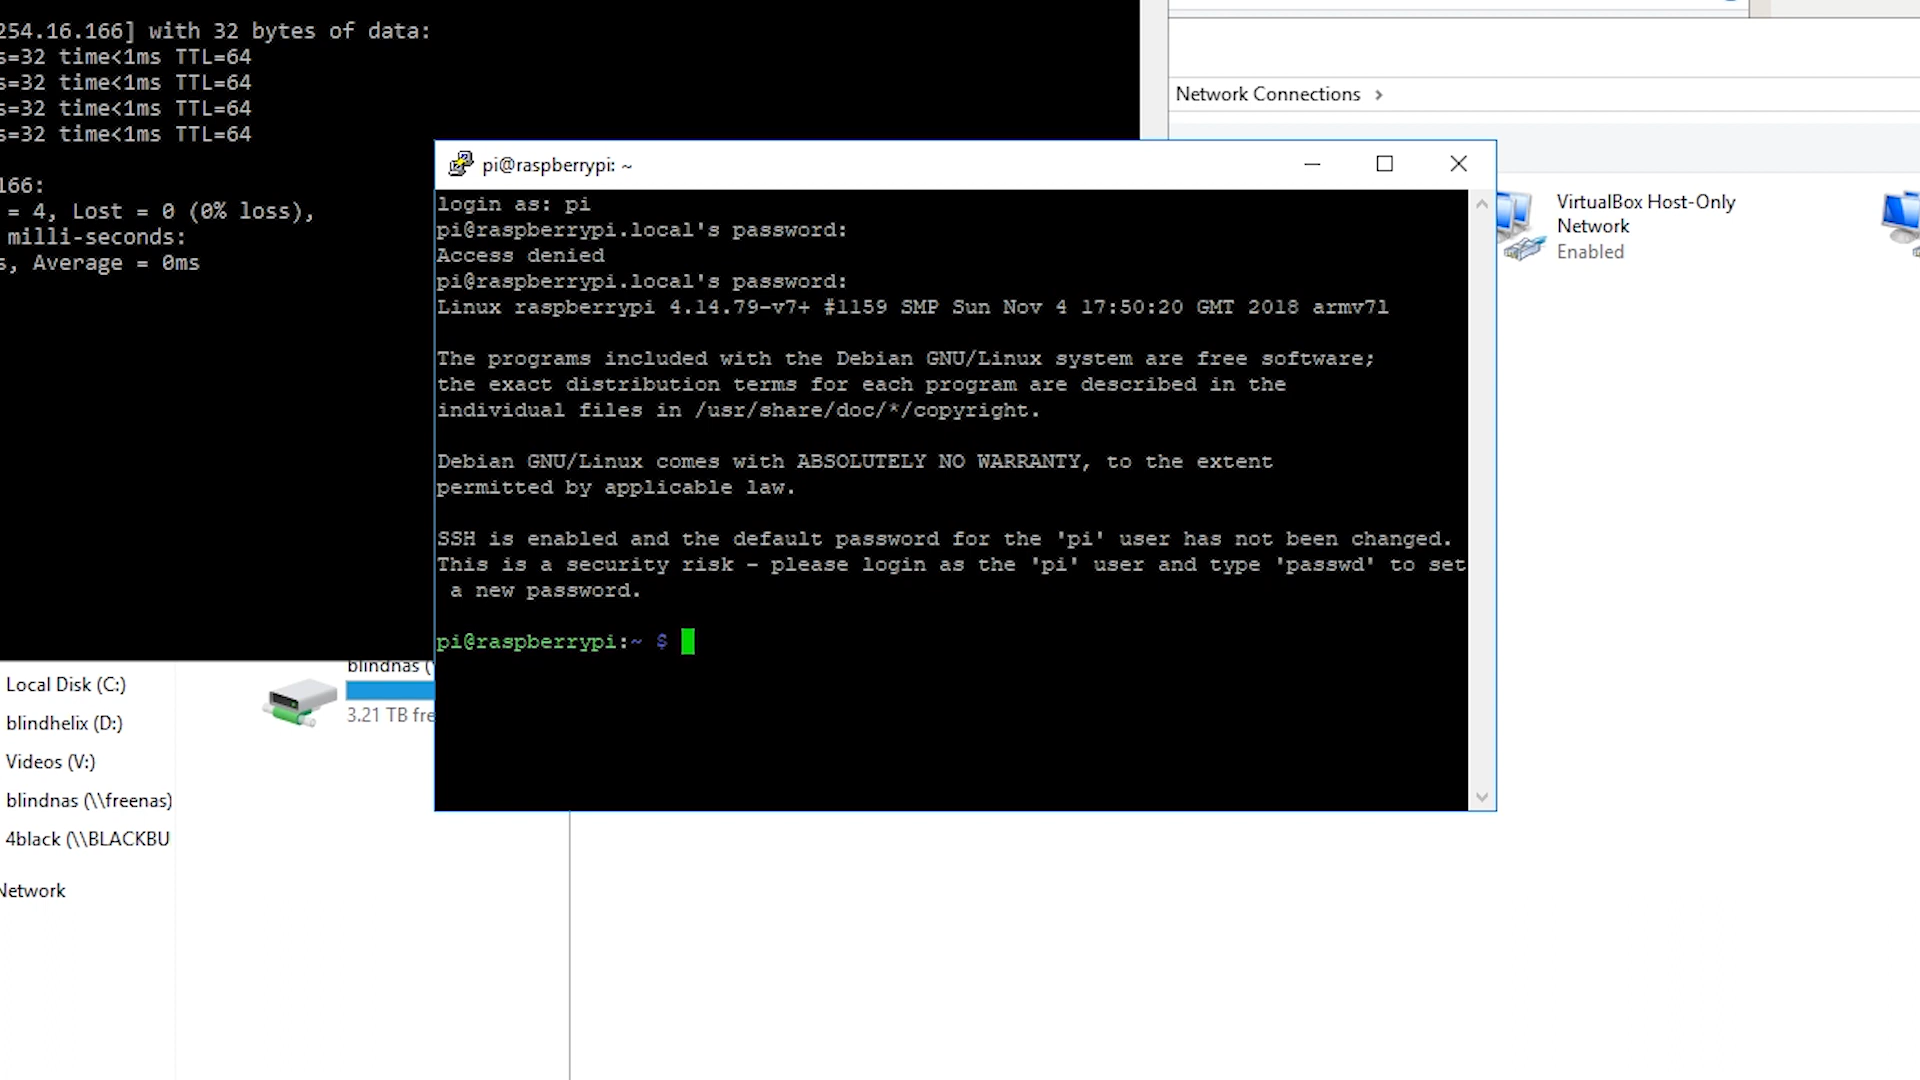 254.16.166] with 32 bytes of data:
s=32 time<1ms TTL=64
s=32 time<1ms TTL=64
s=32 time<1ms TTL=64
s=32 time<1ms TTL=64
166:
= 4, Lost = 0 (0% loss),
milli-seconds:
s, Average = 0ms
Network Connections
pi@raspberrypi: ~
login as: pi
pi@raspberrypi.local's password:
Access denied
pi@raspberrypi.local's password:
Linux raspberrypi 4.14.79-v7+ #1159 SMP Sun Nov 4 17:50:20 GMT 2018 armv7l
The programs included with the Debian GNU/Linux system are free software;
the exact distribution terms for each program are described in the
individual files in /usr/share/doc/*/copyright.
Debian GNU/Linux comes with ABSOLUTELY NO WARRANTY, to the extent
permitted by applicable law.
SSH is enabled and the default password for the 'pi' user has not been changed.
This is a security risk - please login as the 'pi' user and type 'passwd' to set
a new password.
pi@raspberrypi:~ $
VirtualBox Host-Only
Network
Enabled
Local Disk (C:)
blindhelix (D:)
Videos (V:)
blindnas (\\freenas)
4black (\\BLACKBU
Network
blindnas (
3.21 TB fre